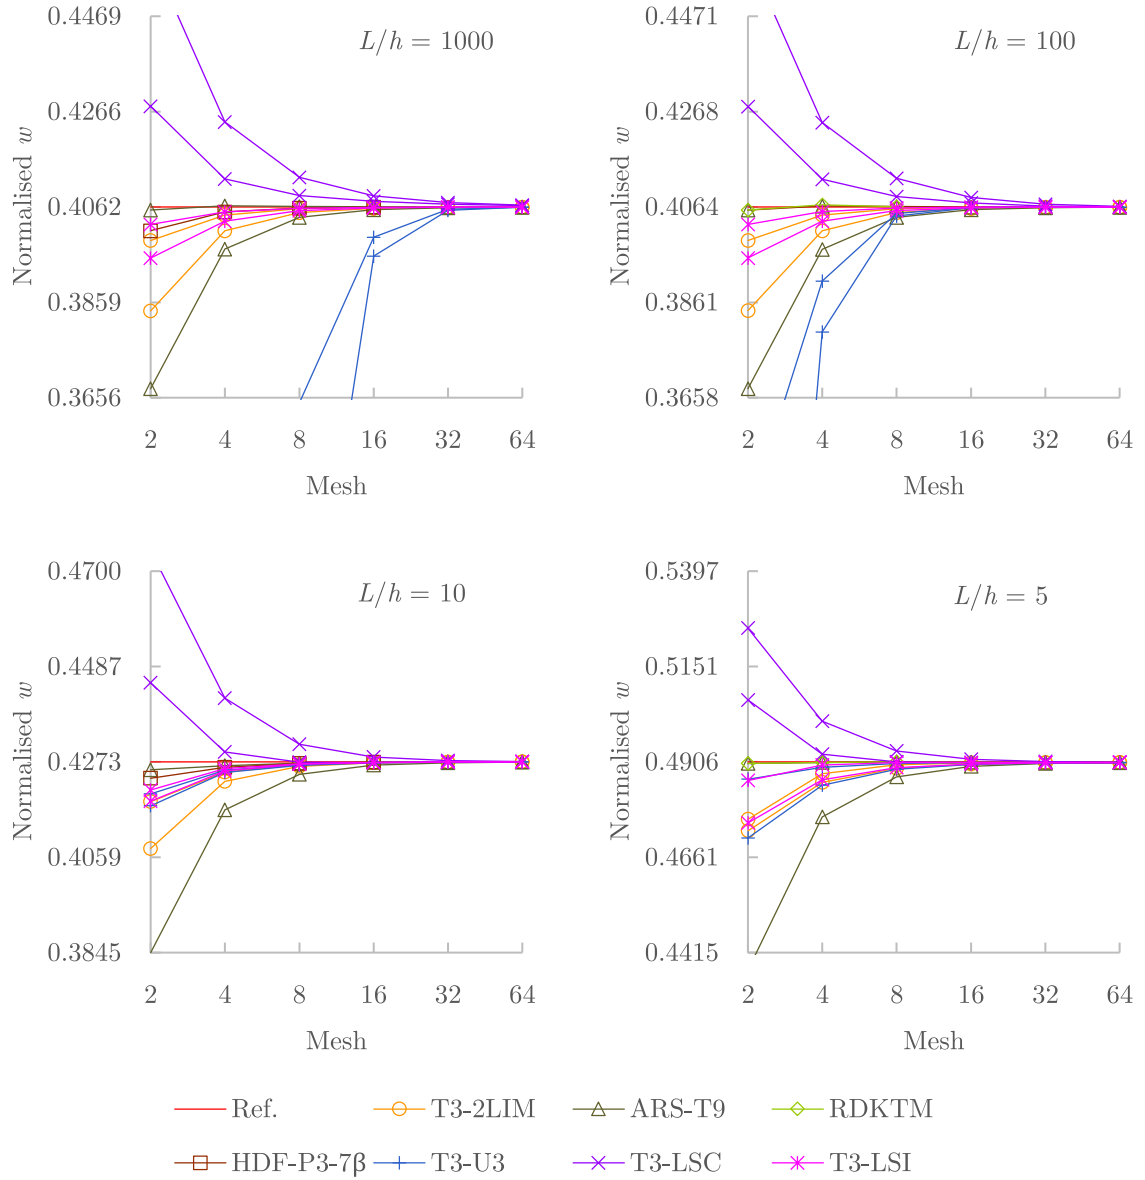 L/h = 1000
Normalised w
0.4469
0.4266
0.4062
0.3859
0.3656
2 4 8 16 32 64
Mesh
L/h = 100
Normalised w
0.4471
0.4268
0.4064
0.3861
0.3658
2 4 8 16 32 64
Mesh
L/h = 10
Normalised w
0.4700
0.4487
0.4273
0.4059
0.3845
2 4 8 16 32 64
Mesh
L/h = 5
Normalised w
0.5397
0.5151
0.4906
0.4661
0.4415
2 4 8 16 32 64
Mesh
Ref. T3-2LIM ARS-T9 RDKTM
HDF-P3-7β T3-U3 T3-LSC T3-LSI